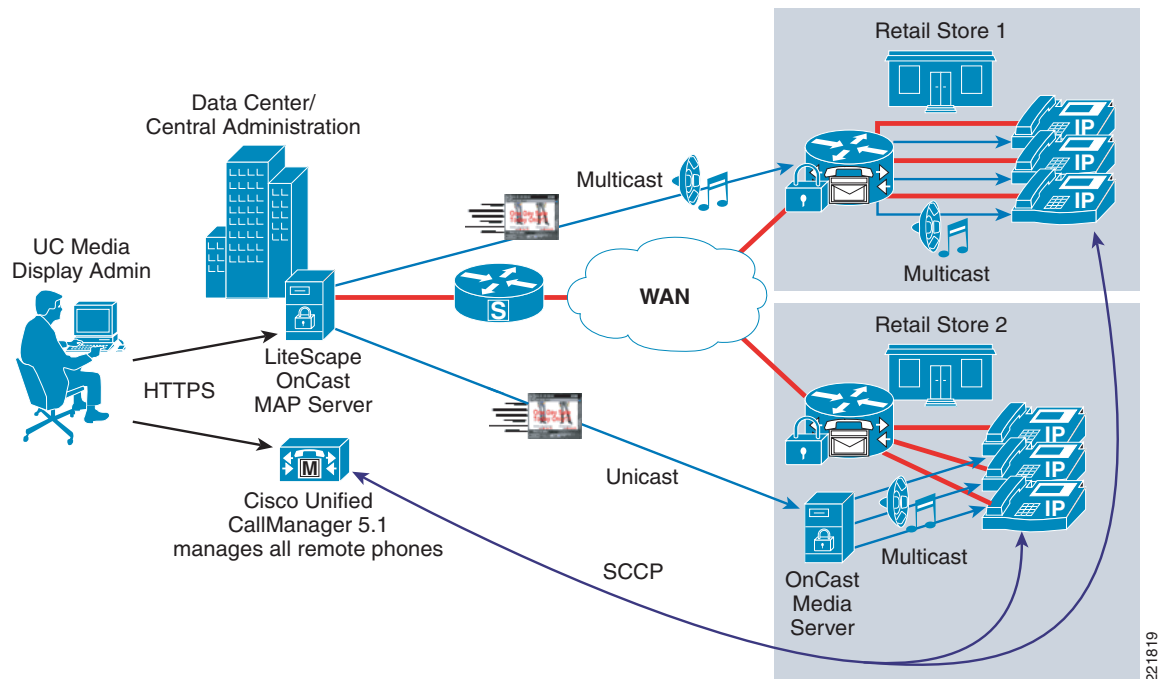 Data Center/
Central Administration
UC Media
Display Admin
HTTPS
LiteScape
OnCast
MAP Server
M
Cisco Unified
CallManager 5.1
manages all remote phones
Multicast
S
WAN
Unicast
SCCP
Retail Store 1
IP
IP
IP
Multicast
Retail Store 2
IP
IP
IP
Multicast
OnCast
Media
Server
221819